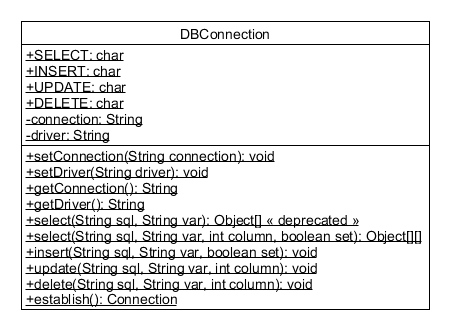 DBConnection
+SELECT: char
+INSERT: char
+UPDATE: char
+DELETE: char
-connection: String
-driver: String
+setConnection(String connection): void
+setDriver(String driver): void
+getConnection(): String
+getDriver(): String
+select(String sql, String var): Object[] « deprecated »
+select(String sql, String var, int column, boolean set): Object[][]
+insert(String sql, String var, boolean set): void
+update(String sql, String var, int column): void
+delete(String sql, String var, int column): void
+establish(): Connection